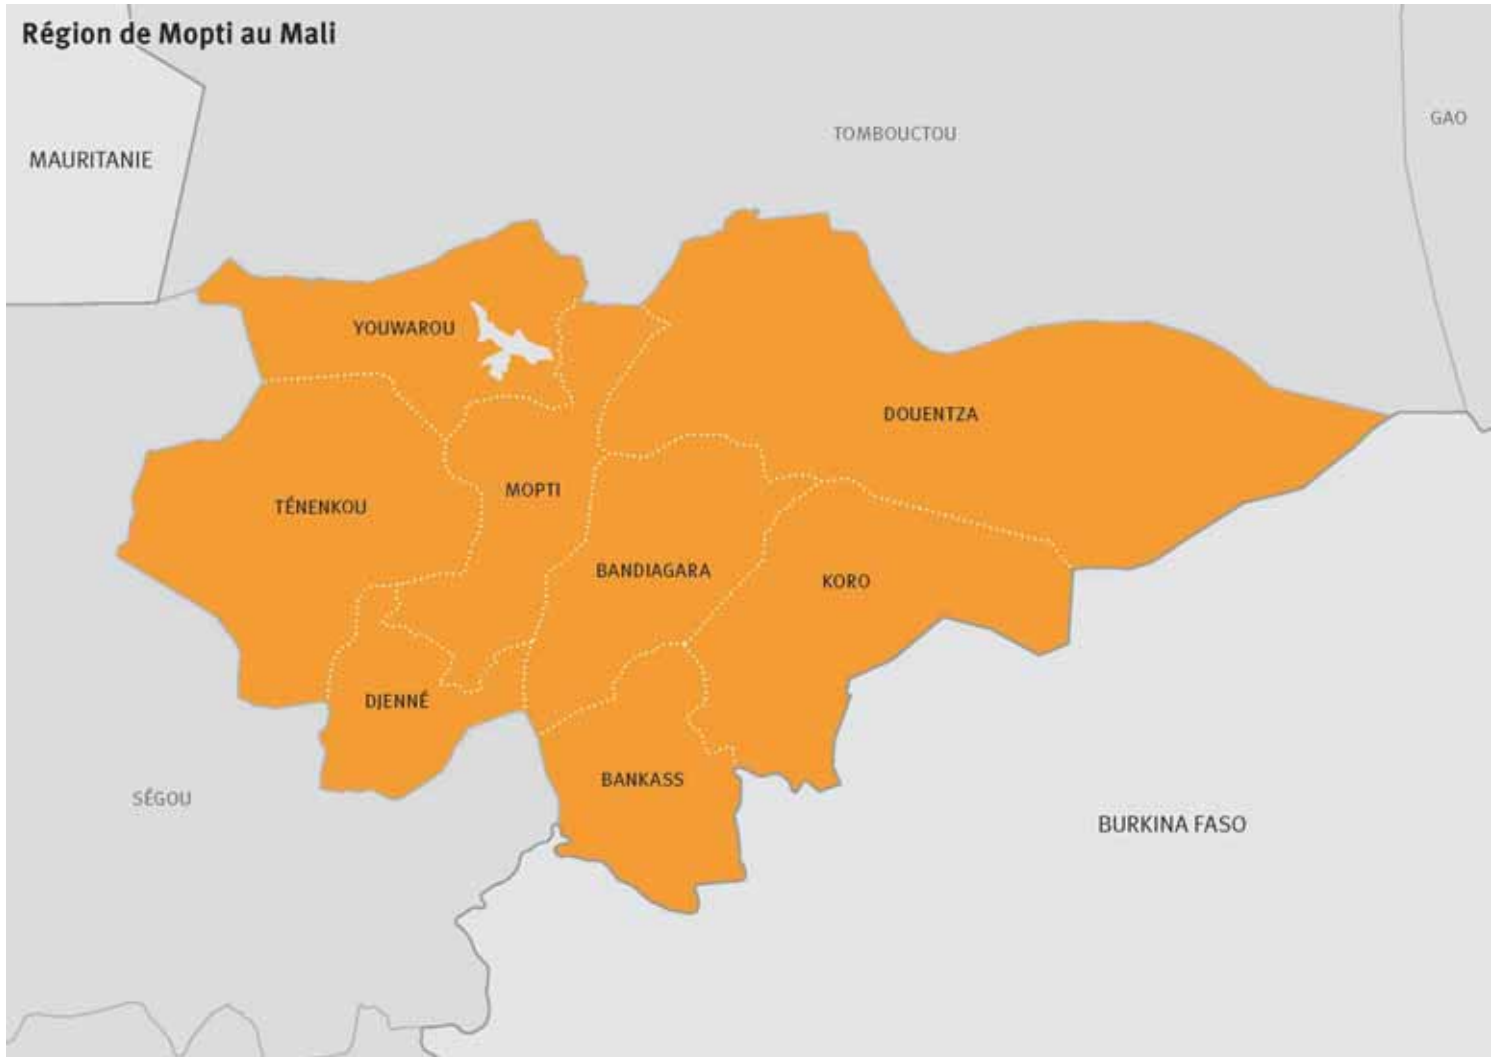 Région de Mopti au Mali
GAO
TOMBOUCTOU
MAURITANIE
YOUWAROU
DOUENTZA
MOPTI
TÉNENKOU
BANDIAGARA
KORO
DJENNÉ
BANKASS
SÉGOU
BURKINA FASO